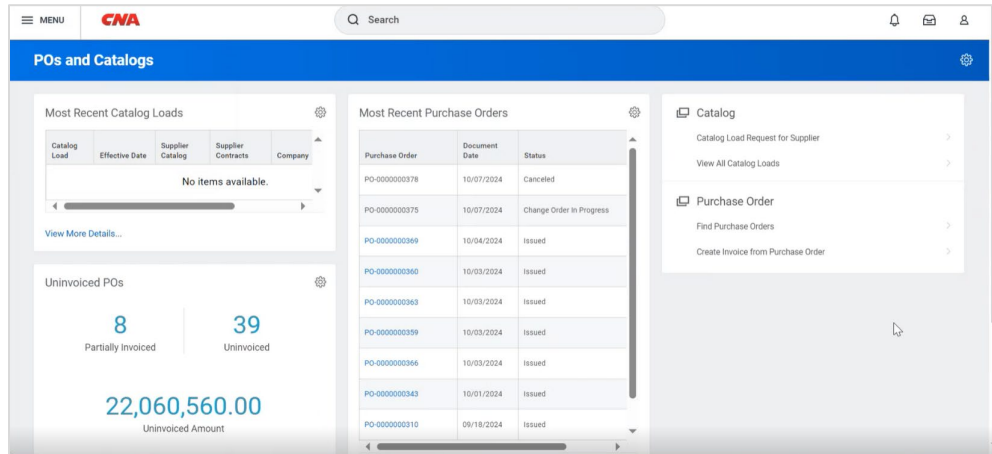 MENU
CNA
Search
POs and Catalogs
Most Recent Catalog Loads
Catalog Load Effective Date Supplier Catalog Supplier Contracts Company
No items available.
View More Details...
Uninvoiced POs
8 39
Partially Invoiced Uninvoiced
22,060,560.00
Uninvoiced Amount
Most Recent Purchase Orders
Purchase Order Document Date Status
PO-0000000378 10/07/2024 Canceled
PO-0000000375 10/07/2024 Change Order in Progress
PO-0000000369 10/04/2024 Issued
PO-0000000360 10/03/2024 Issued
PO-0000000363 10/03/2024 Issued
PO-0000000359 10/03/2024 Issued
PO-0000000366 10/03/2024 Issued
PO-0000000343 10/01/2024 Issued
PO-0000000310 09/18/2024 Issued
Catalog
Catalog Load Request for Supplier
View All Catalog Loads
Purchase Order
Find Purchase Orders
Create Invoice from Purchase Order